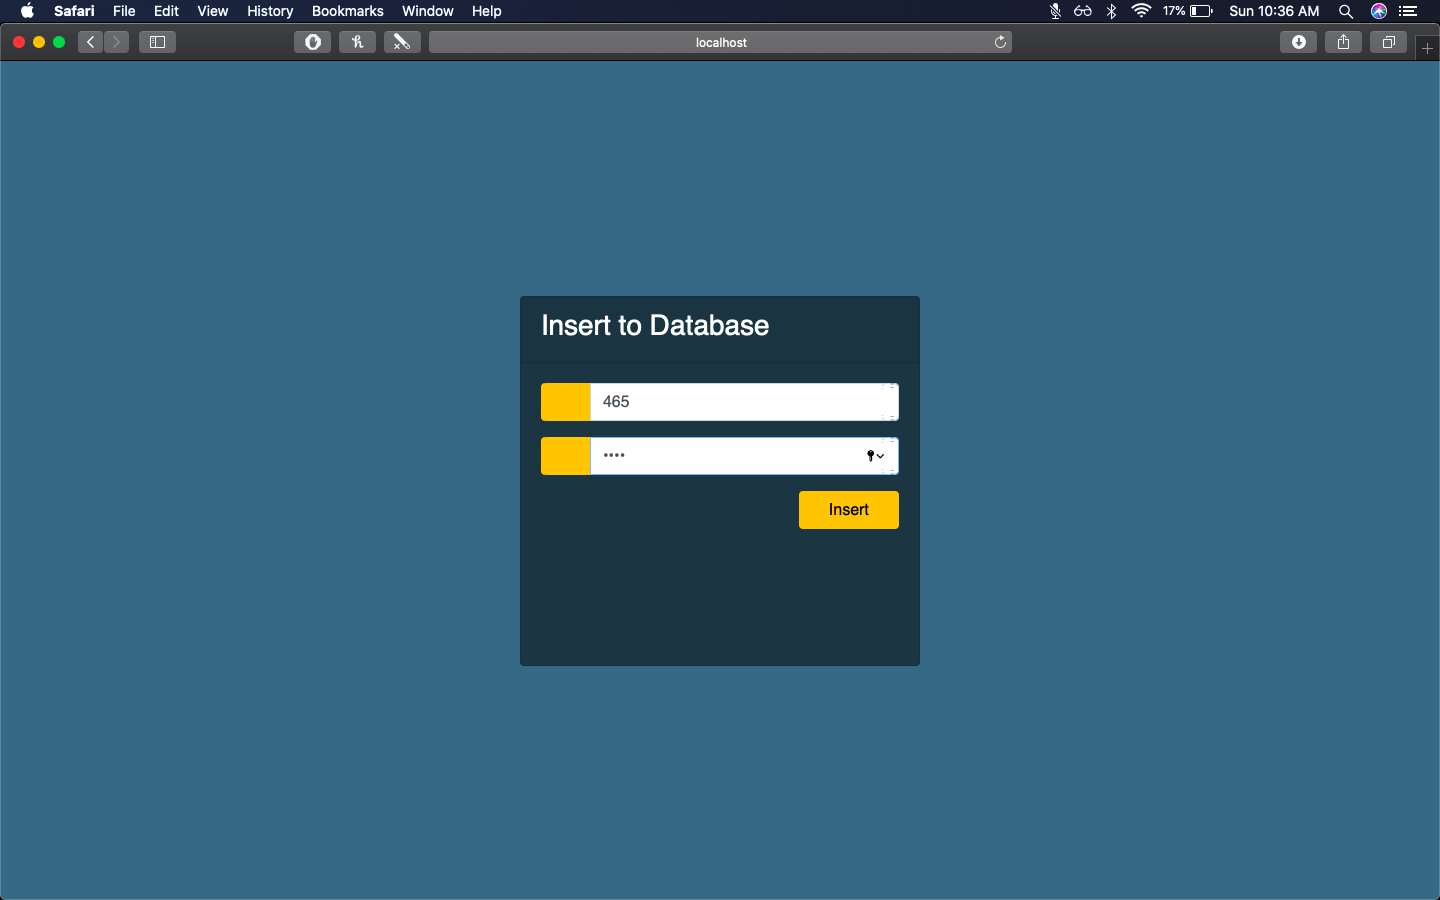 Safari File Edit View History Bookmarks Window Help 17% Sun 10:36 AM
localhost
Insert to Database
465
••••
Insert